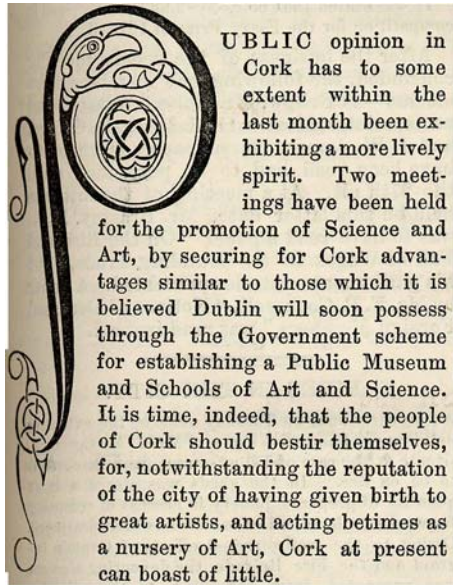 PUBLIC opinion in
Cork has to some
extent within the
last month been ex-
hibiting a more lively
spirit. Two meet-
ings have been held
for the promotion of Science and
Art, by securing for Cork advan-
tages similar to those which it is
believed Dublin will soon possess
through the Government scheme
for establishing a Public Museum
and Schools of Art and Science.
It is time, indeed, that the people
of Cork should bestir themselves,
for, notwithstanding the reputation
of the city of having given birth to
great artists, and acting betimes as
a nursery of Art, Cork at present
can boast of little.